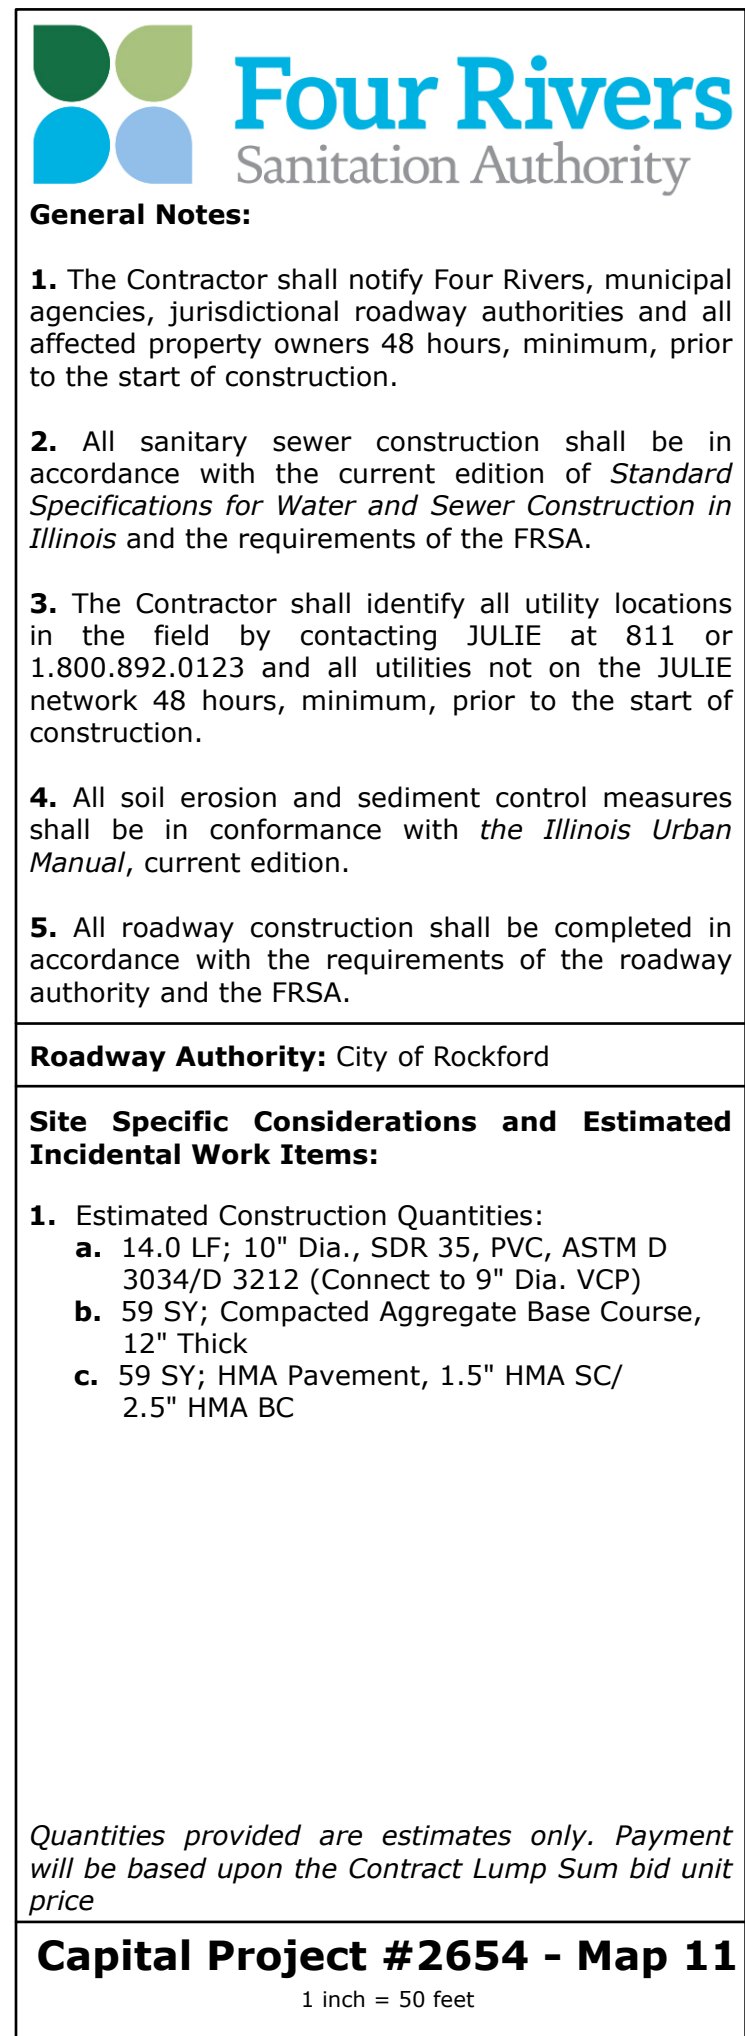 Four Rivers
Sanitation Authority
General Notes:
1. The Contractor shall notify Four Rivers, municipal
agencies, jurisdictional roadway authorities and all
affected property owners 48 hours, minimum, prior
to the start of construction.
2. All sanitary sewer construction shall be in
accordance with the current edition of Standard
Specifications for Water and Sewer Construction in
Illinois and the requirements of the FRSA.
3. The Contractor shall identify all utility locations
in the field by contacting JULIE at 811 or
1.800.892.0123 and all utilities not on the JULIE
network 48 hours, minimum, prior to the start of
construction.
4. All soil erosion and sediment control measures
shall be in conformance with the Illinois Urban
Manual, current edition.
5. All roadway construction shall be completed in
accordance with the requirements of the roadway
authority and the FRSA.
Roadway Authority: City of Rockford
Site Specific Considerations and Estimated
Incidental Work Items:
1. Estimated Construction Quantities:
a. 14.0 LF; 10" Dia., SDR 35, PVC, ASTM D
3034/D 3212 (Connect to 9" Dia. VCP)
b. 59 SY; Compacted Aggregate Base Course,
12" Thick
c. 59 SY; HMA Pavement, 1.5" HMA SC/
2.5" HMA BC
Quantities provided are estimates only. Payment
will be based upon the Contract Lump Sum bid unit
price
Capital Project #2654 - Map 11
1 inch = 50 feet